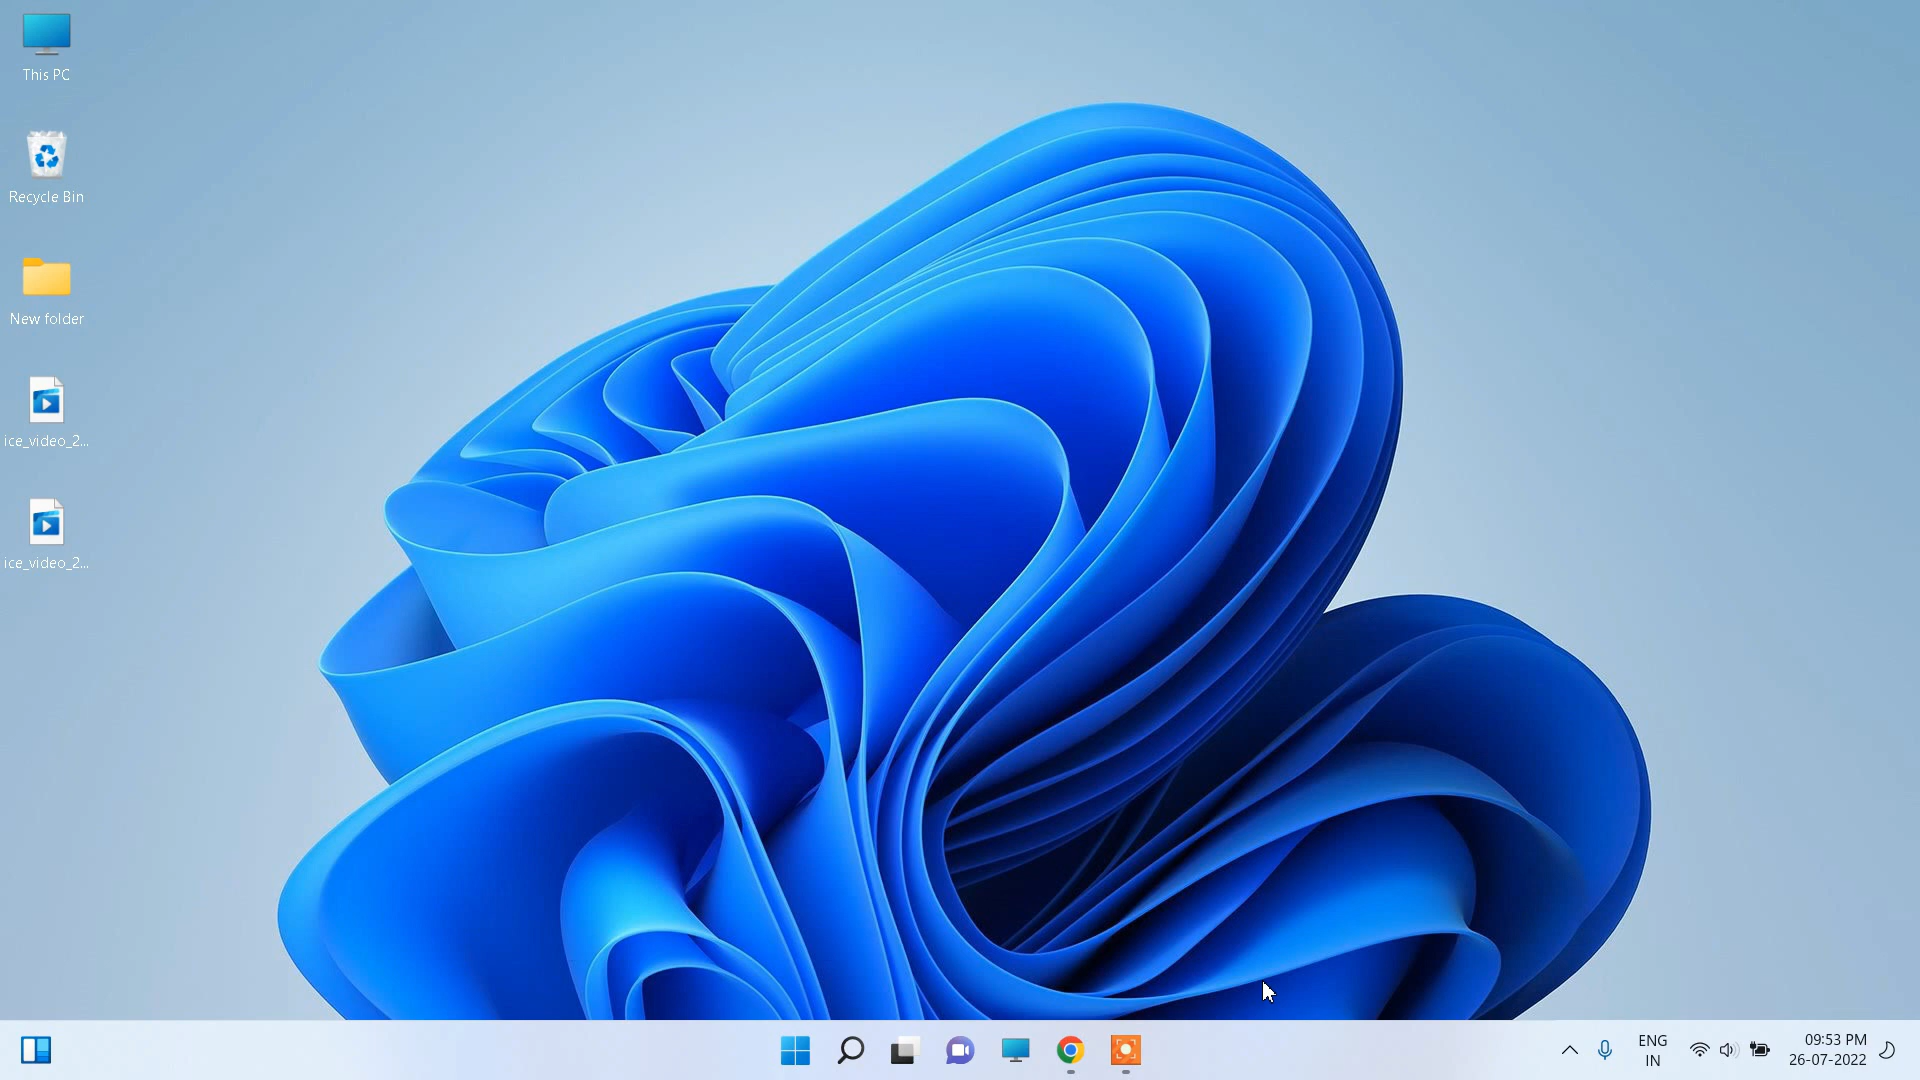 This PC
Recycle Bin
New folder
ice_video_2...
ice_video_2...
ENG
IN
09:53 PM
26-07-2022